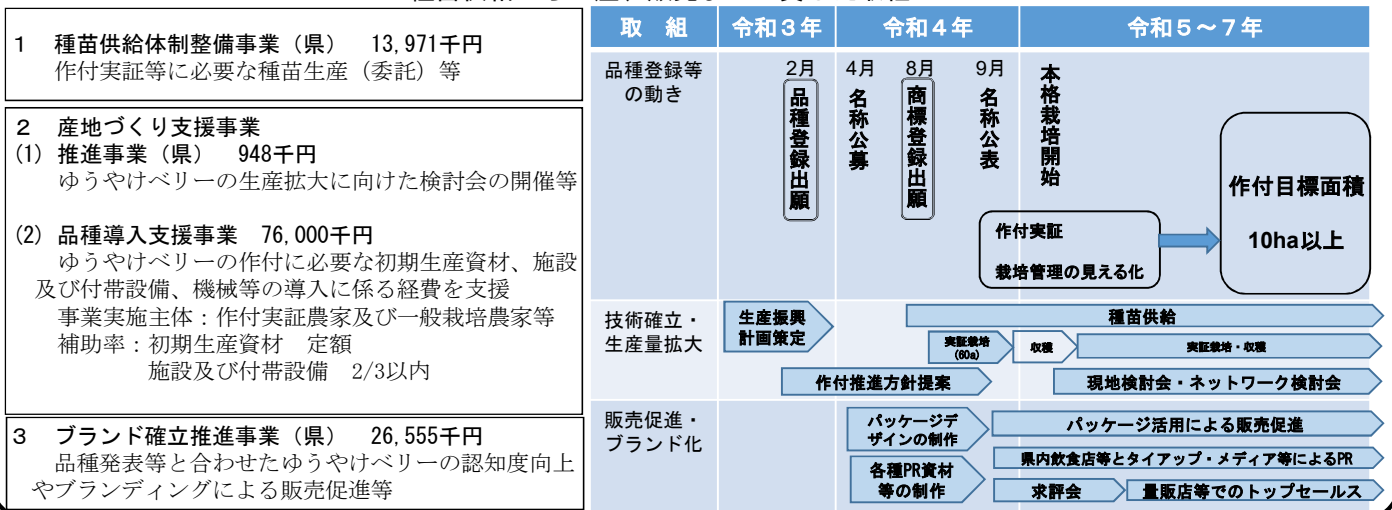 1　種苗供給体制整備事業（県）　13,971千円
作付実証等に必要な種苗生産（委託）等
２　産地づくり支援事業
(1) 推進事業（県）　948千円
ゆうやけベリーの生産拡大に向けた検討会の開催等
(2) 品種導入支援事業　76,000千円
ゆうやけベリーの作付に必要な初期生産資材、施設
及び付帯設備、機械等の導入に係る経費を支援
事業実施主体：作付実証農家及び一般栽培農家等
補助率：初期生産資材　定額
施設及び付帯設備　2/3以内
3　ブランド確立推進事業（県）　26,555千円
品種発表等と合わせたゆうやけベリーの認知度向上
やブランディングによる販売促進等
取　組
令和３年
令和４年
令和５～７年
品種登録等
の動き
2月
品種登録出願
4月
名称公募
8月
商標登録出願
9月
名称公表
本格栽培開始
作付実証
栽培管理の見える化
作付目標面積
10ha以上
技術確立・
生産量拡大
生産振興
計画策定
種苗供給
実証栽培
(60a)
収穫
実証栽培・収穫
作付推進方針提案
現地検討会・ネットワーク検討会
販売促進・
ブランド化
パッケージデ
ザインの制作
パッケージ活用による販売促進
各種PR資材
等の制作
県内飲食店等とタイアップ・メディア等によるPR
求評会
量販店等でのトップセールス